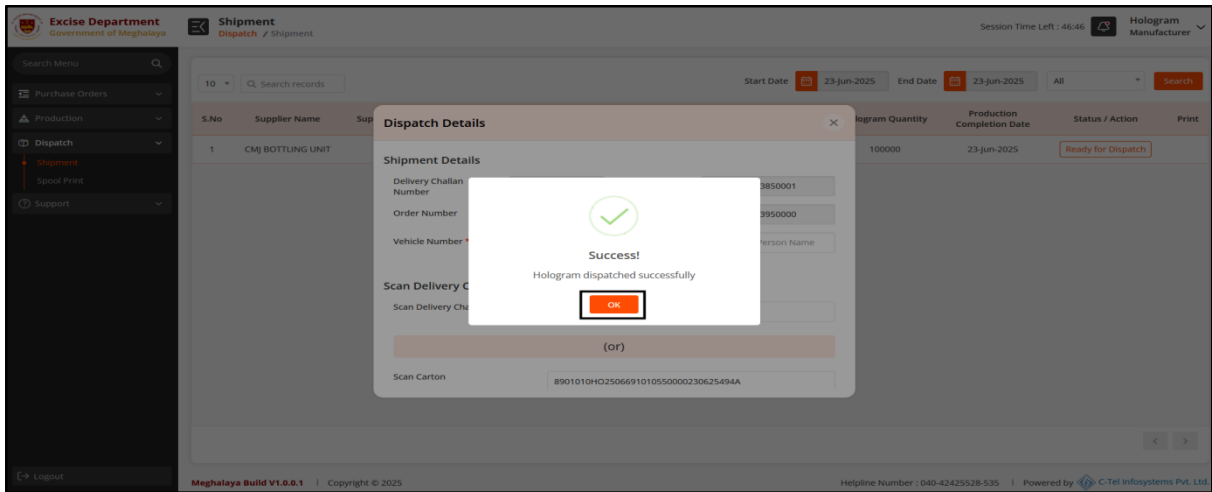 Excise Department
Government of Meghalaya
Shipment
Dispatch / Shipment
Session Time Left : 46:46
Hologram
Manufacturer
Search Menu
Purchase Orders
Production
Dispatch
Shipment
Spool Print
Support
Logout
10
Search records
Start Date
23-Jun-2025
End Date
23-Jun-2025
All
Search
S.No
Supplier Name
Sup
logram Quantity
Production
Completion Date
Status / Action
Print
1
CMJ BOTTLING UNIT
100000
23-Jun-2025
Ready for Dispatch
Dispatch Details
Shipment Details
Delivery Challan
Number
3850001
Order Number
3950000
Vehicle Number *
Person Name
Success!
Hologram dispatched successfully
OK
Scan Delivery C
Scan Delivery Cha
(or)
Scan Carton
8901010HO25066910105500000230625494A
Meghalaya Build V1.0.0.1 | Copyright © 2025
Helpline Number : 040-42425528-535 | Powered by C-Tel Infosystems Pvt. Ltd.